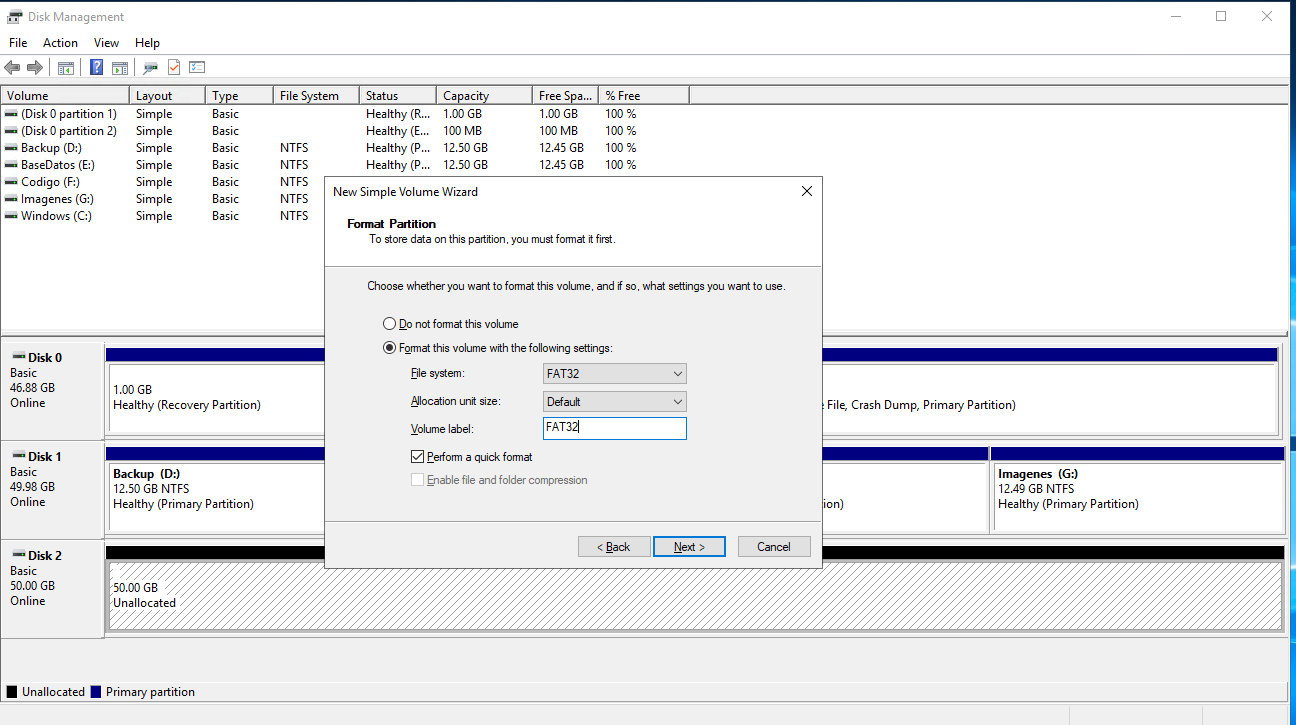 Disk Management
File Action View Help
Volume Layout Type File System Status Capacity Free Spa... % Free
(Disk 0 partition 1) Simple Basic Healthy (R... 1.00 GB 1.00 GB 100 %
(Disk 0 partition 2) Simple Basic Healthy (E... 100 MB 100 MB 100 %
Backup (D:) Simple Basic NTFS Healthy (P... 12.50 GB 12.45 GB 100 %
BaseDatos (E:) Simple Basic NTFS Healthy (P... 12.50 GB 12.45 GB 100 %
Codigo (F:) Simple Basic NTFS
Imagenes (G:) Simple Basic NTFS
Windows (C:) Simple Basic NTFS
New Simple Volume Wizard
Format Partition
To store data on this partition, you must format it first.
Choose whether you want to format this volume, and if so, what settings you want to use.
Do not format this volume
Format this volume with the following settings:
File system: FAT32
Allocation unit size: Default
Volume label: FAT32
Perform a quick format
Enable file and folder compression
< Back Next > Cancel
Disk 0
Basic
46.88 GB
Online
1.00 GB
Healthy (Recovery Partition)
File, Crash Dump, Primary Partition)
Disk 1
Basic
49.98 GB
Online
Backup (D:)
12.50 GB NTFS
Healthy (Primary Partition)
ion)
Imagenes (G:)
12.49 GB NTFS
Healthy (Primary Partition)
Disk 2
Basic
50.00 GB
Online
50.00 GB
Unallocated
Unallocated Primary partition